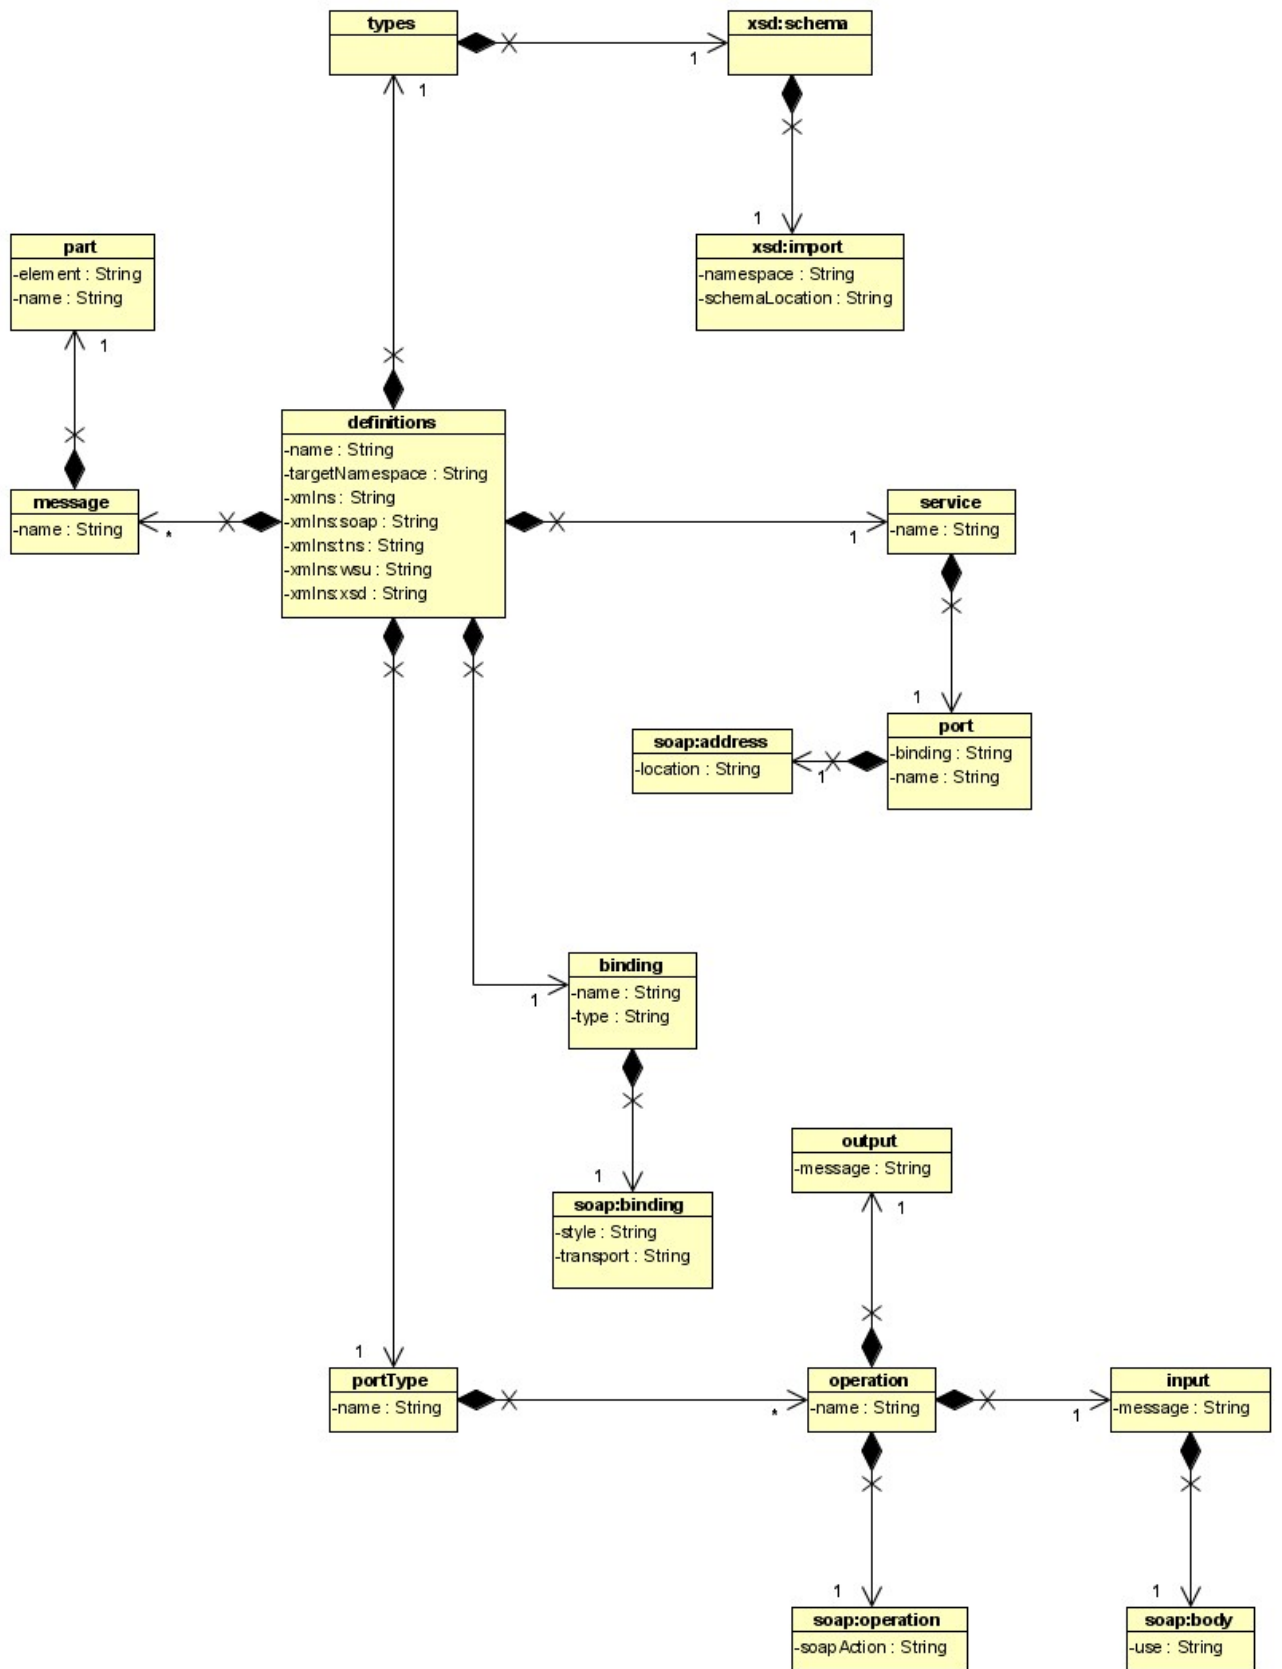 types
xsd:schema
1
1
1
xsd:import
-namespace : String
-schemaLocation : String
part
-element : String
-name : String
1
definitions
-name : String
-targetNamespace : String
-xmlns : String
-xmlns:soap : String
-xmlns:tns : String
-xmlns:wsu : String
-xmlns:xsd : String
message
-name : String
*
service
-name : String
1
1
port
-binding : String
-name : String
soap:address
-location : String
1
binding
-name : String
-type : String
1
1
soap:binding
-style : String
-transport : String
output
-message : String
1
1
portType
-name : String
*
operation
-name : String
1
input
-message : String
1
soap:operation
-soapAction : String
1
soap:body
-use : String